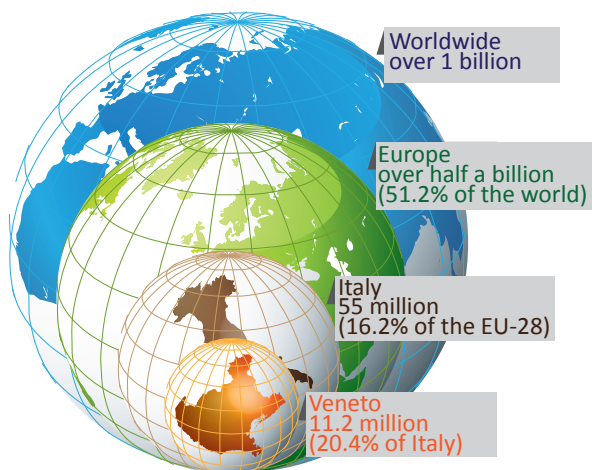 Worldwide
over 1 billion
Europe
over half a billion
(51.2% of the world)
Italy
55 million
(16.2% of the EU-28)
Veneto
11.2 million
(20.4% of Italy)